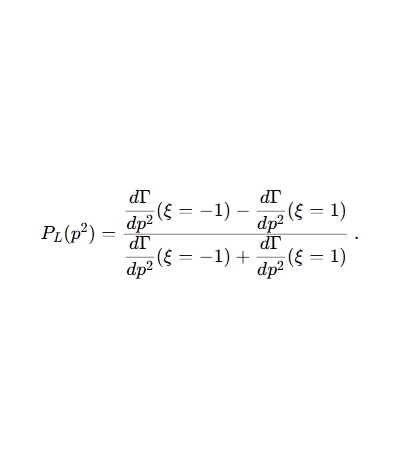 P_L(p^2) = \frac{\frac{d\Gamma}{dp^2}(\xi = -1) - \frac{d\Gamma}{dp^2}(\xi = 1)}{\frac{d\Gamma}{dp^2}(\xi = -1) + \frac{d\Gamma}{dp^2}(\xi = 1)} .